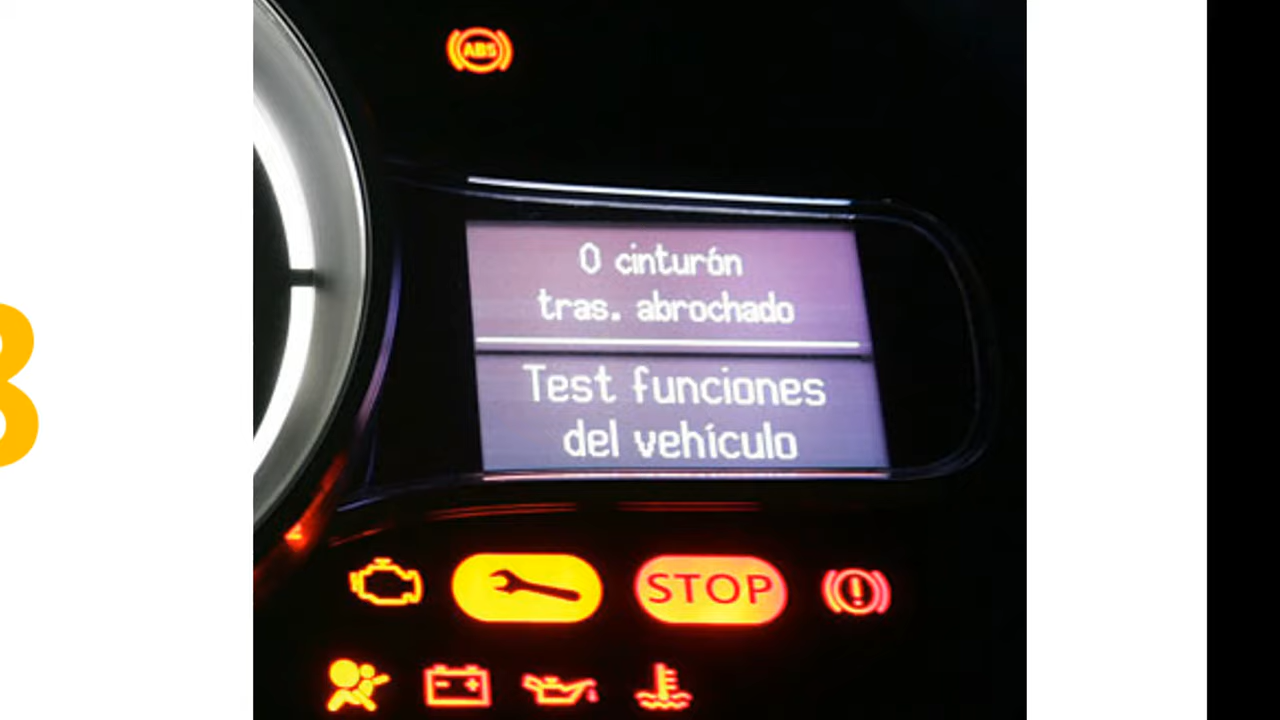 ABS
0 cinturón
tras. abrochado
Test funciones
del vehículo
STOP